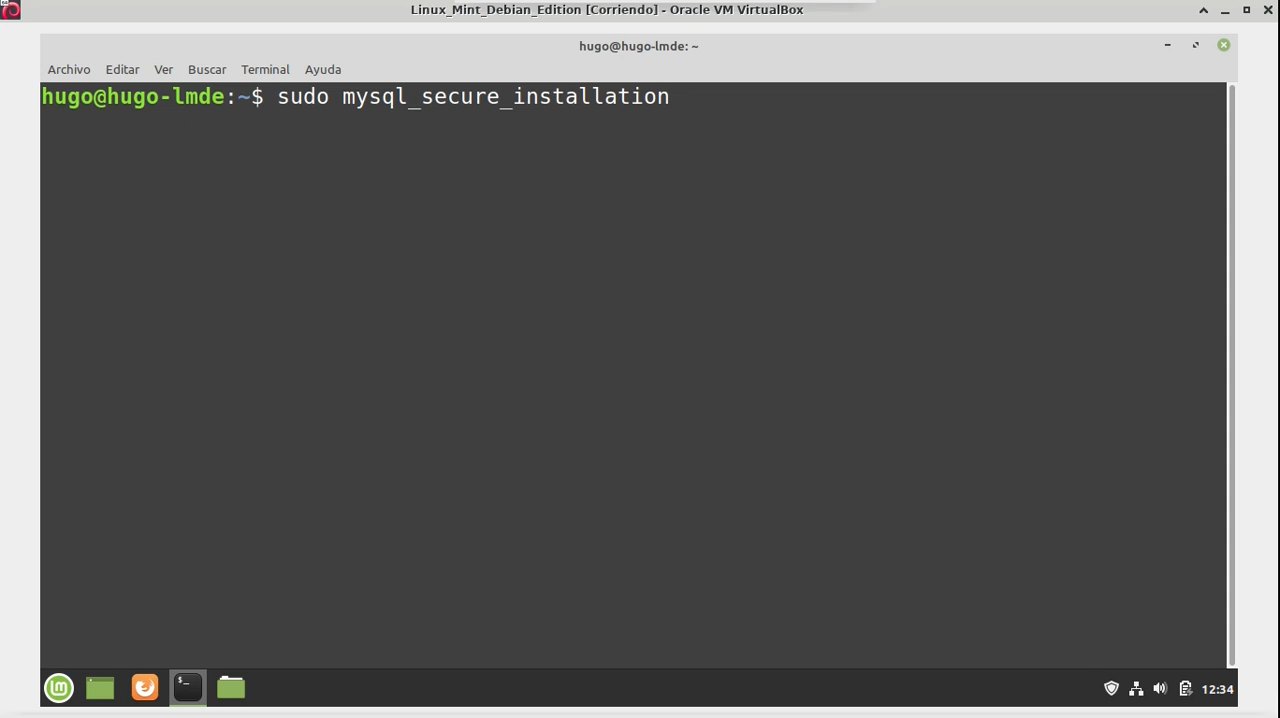 Linux_Mint_Debian_Edition [Corriendo] - Oracle VM VirtualBox
hugo@hugo-lmde: ~
Archivo Editar Ver Buscar Terminal Ayuda
hugo@hugo-lmde:~$ sudo mysql_secure_installation
12:34